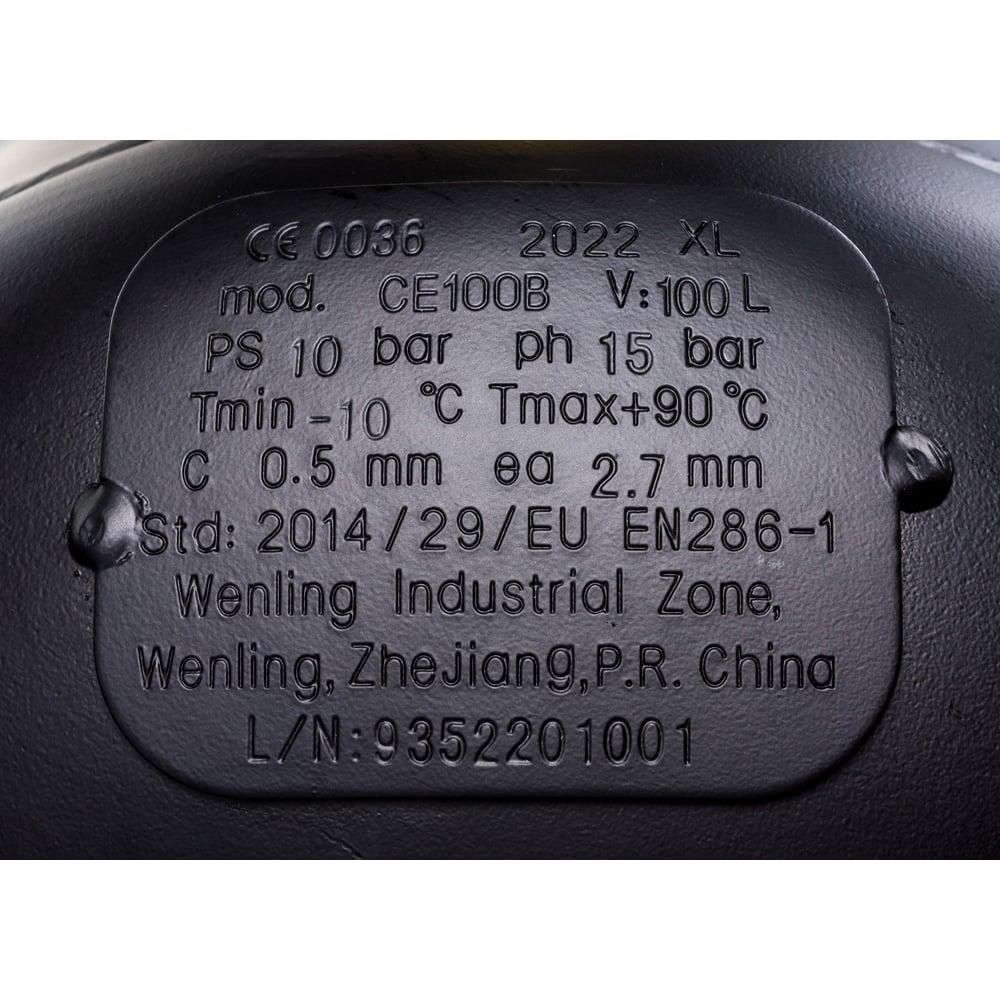 CE 0036 2022 XL
mod. CE100B V:100 L
PS 10 bar ph 15 bar
Tmin -10 °C Tmax+90°C
C 0.5 mm ea 2.7 mm
Std: 2014/29/EU EN286-1
Wenling Industrial Zone,
Wenling, ZheJiang,P.R. China
L/N:9352201001